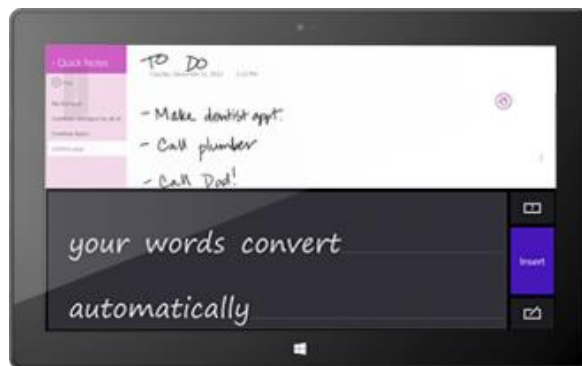 Quick Notes
TO DO
- Make dentist appt.
- Call plumber
- Call Dad!
your words convert
automatically
Insert